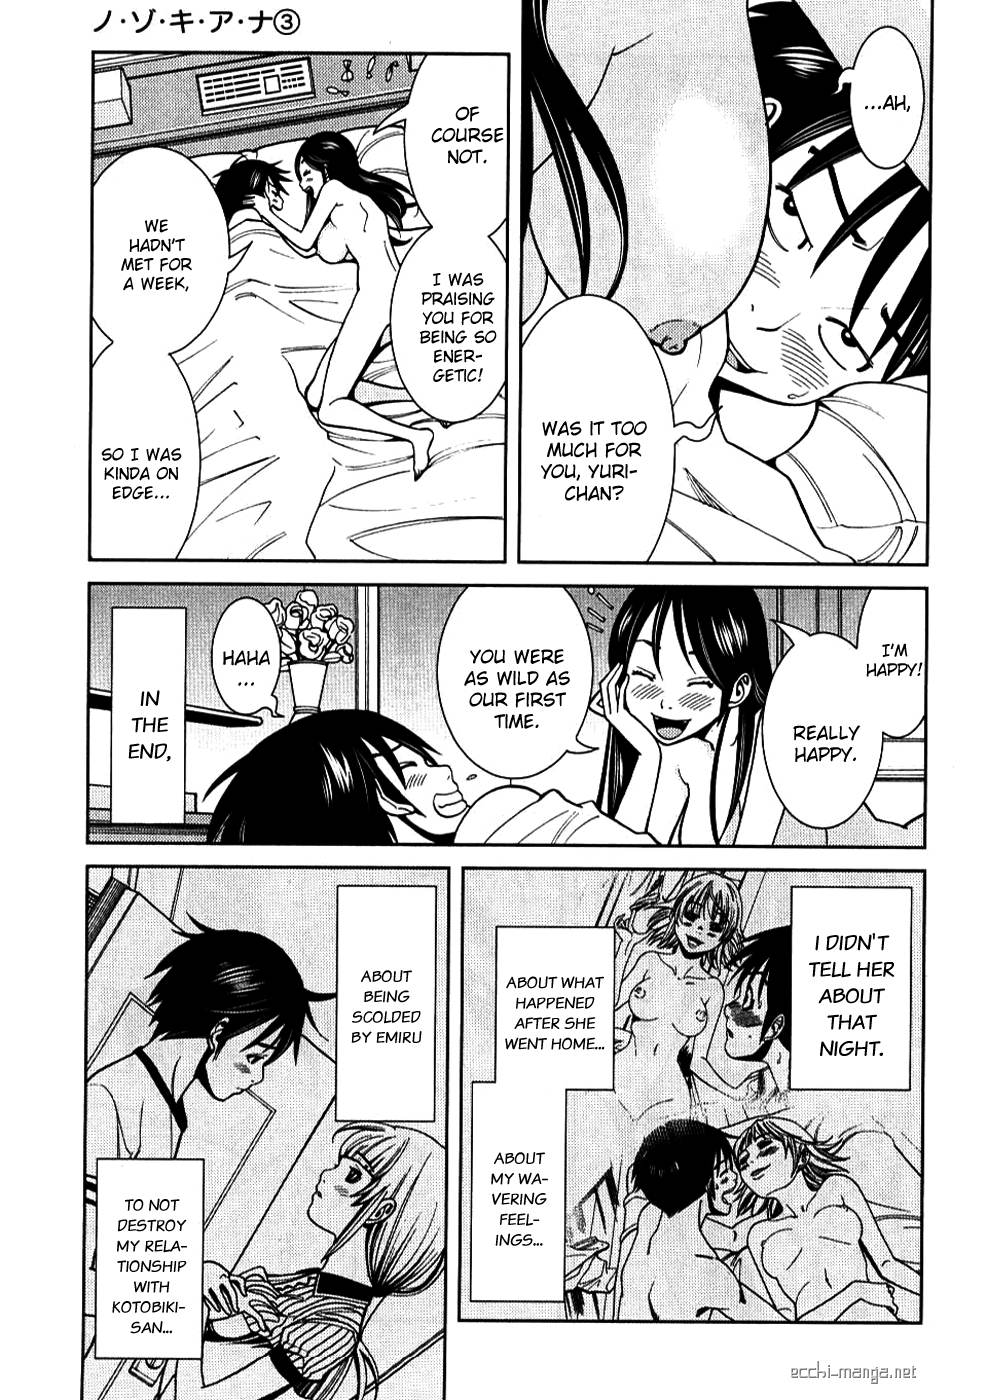 ノ・ゾ・キ・ア・ナ③
...AH,
WAS IT TOO
MUCH FOR
YOU, YURI-
CHAN?
OF
COURSE
NOT.
I WAS
PRAISING
YOU FOR
BEING SO
ENER-
GETIC!
WE
HADN'T
MET FOR
A WEEK,
SO I WAS
KINDA ON
EDGE...
I'M
HAPPY!
REALLY
HAPPY.
YOU WERE
AS WILD AS
OUR FIRST
TIME.
HAHA
...
IN
THE
END,
I DIDN'T
TELL HER
ABOUT
THAT
NIGHT.
ABOUT WHAT
HAPPENED
AFTER SHE
WENT HOME...
ABOUT
MY WA-
VERING
FEEL-
INGS...
ABOUT
BEING
SCOLDED
BY EMIRU
TO NOT
DESTROY
MY RELA-
TIONSHIP
WITH
KOTOBIKI-
SAN...
ecchi-manga.net